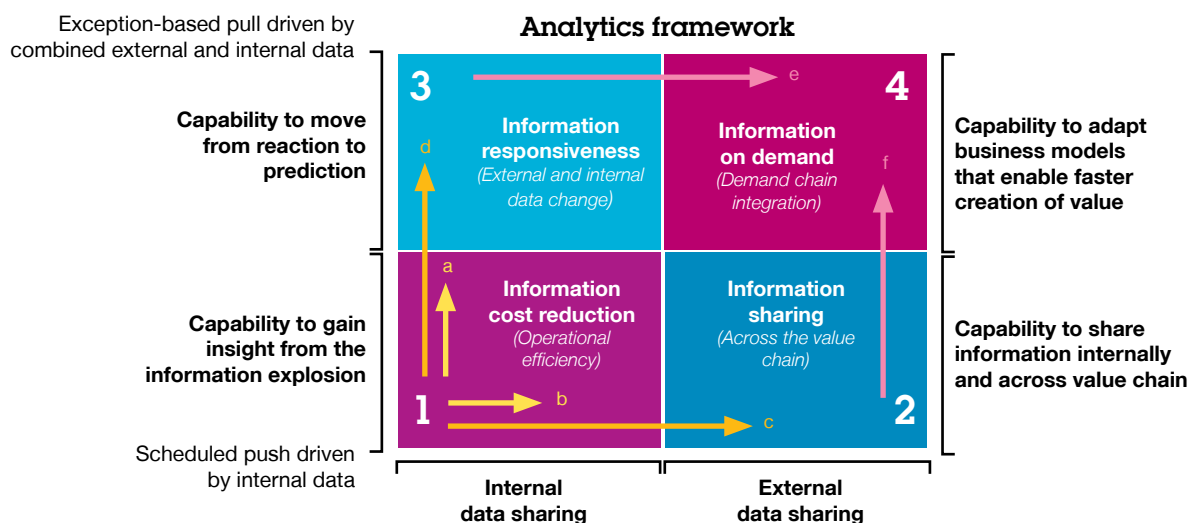 Analytics framework
Exception-based pull driven by
combined external and internal data
Capability to move
from reaction to
prediction
Capability to gain
insight from the
information explosion
Scheduled push driven
by internal data
3
e
4
d
Information
responsiveness
(External and internal
data change)
Information
on demand
(Demand chain
integration)
f
a
Information
cost reduction
(Operational
efficiency)
Information
sharing
(Across the value
chain)
1
b
c
2
Capability to adapt
business models
that enable faster
creation of value
Capability to share
information internally
and across value chain
Internal
data sharing
External
data sharing